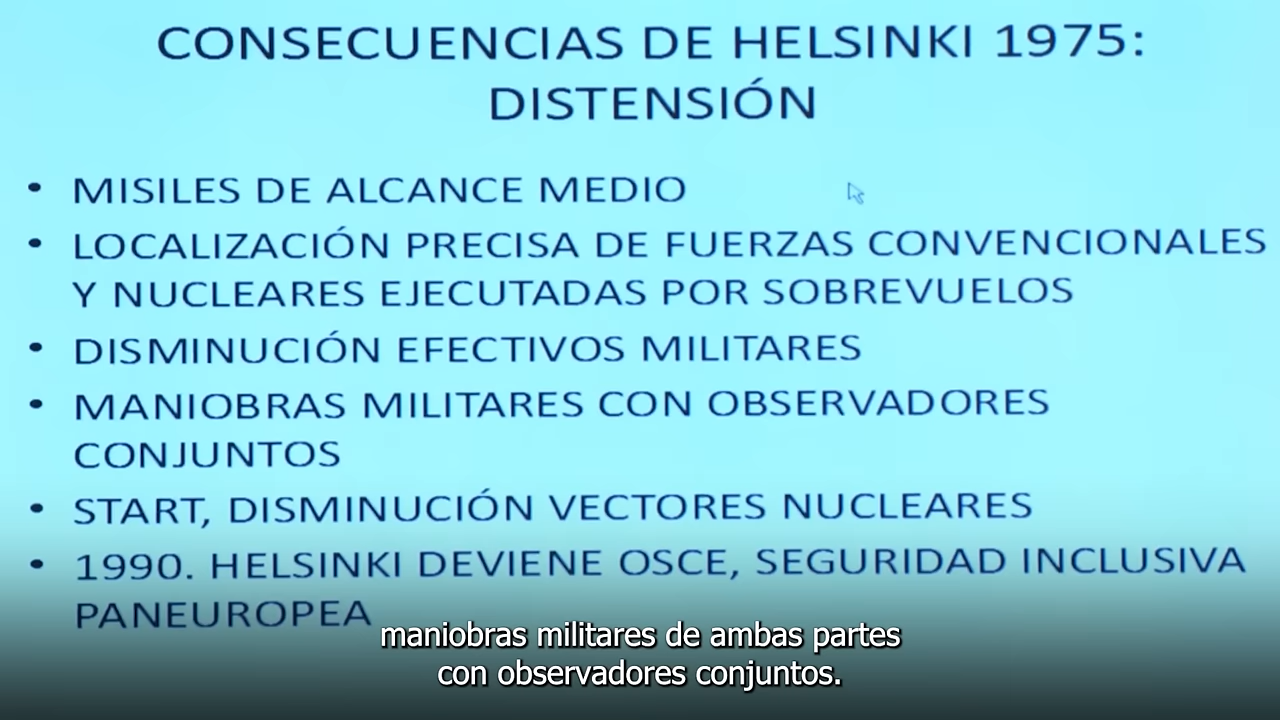 CONSECUENCIAS DE HELSINKI 1975:
DISTENSIÓN
• MISILES DE ALCANCE MEDIO
• LOCALIZACIÓN PRECISA DE FUERZAS CONVENCIONALES
Y NUCLEARES EJECUTADAS POR SOBREVUELOS
• DISMINUCIÓN EFECTIVOS MILITARES
• MANIOBRAS MILITARES CON OBSERVADORES
CONJUNTOS
• START, DISMINUCIÓN VECTORES NUCLEARES
• 1990. HELSINKI DEVIENE OSCE, SEGURIDAD INCLUSIVA
PANEUROPEA
maniobras militares de ambas partes
con observadores conjuntos.